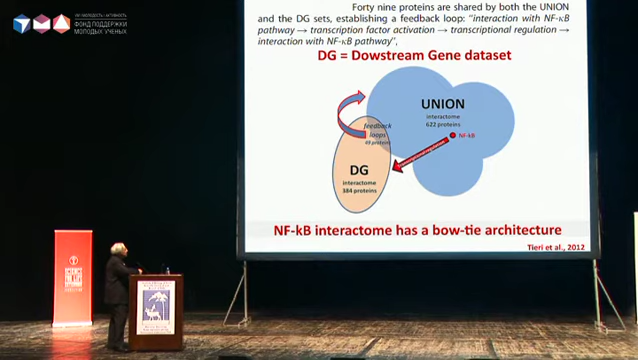 ФОНД ПОДДЕРЖКИ
МОЛОДЫХ УЧЕНЫХ
Forty nine proteins are shared by both the UNION
and the DG sets, establishing a feedback loop: “interaction with NF-κB
pathway → transcription factor activation → transcriptional regulation →
interaction with NF-κB pathway”,
DG = Dowstream Gene dataset
UNION
interactome
622 proteins
NF-kB
feedback
loops
49 proteins
DG
interactome
384 proteins
NF-kB interactome has a bow-tie architecture
Tieri et al., 2012
SCIENCE